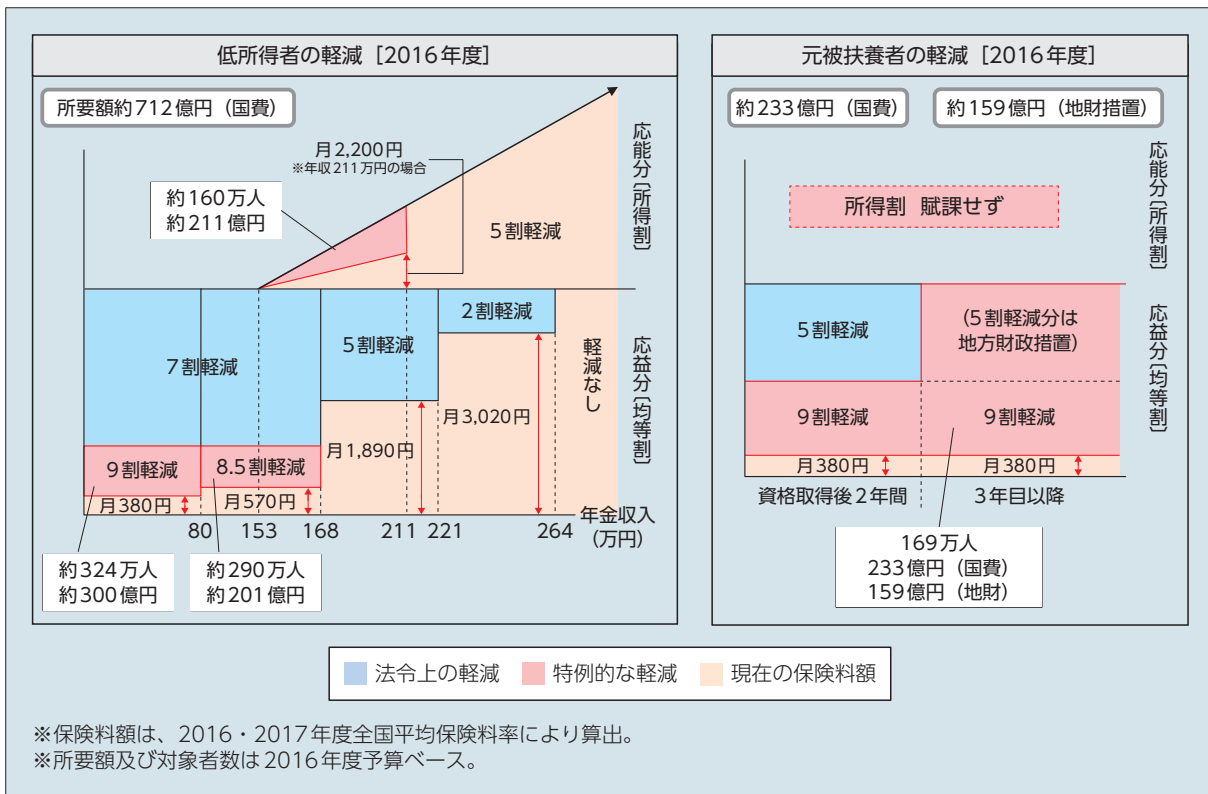 低所得者の軽減［2016年度］
所要額約712億円（国費）
月2,200円
※年収211万円の場合
約160万人
約211億円
5割軽減
応能分〔所得割〕
2割軽減
5割軽減
7割軽減
軽減なし
応益分〔均等割〕
月3,020円
月1,890円
9割軽減
8.5割軽減
月380円
月570円
80
153
168
211
221
264
年金収入
（万円）
約324万人
約300億円
約290万人
約201億円
元被扶養者の軽減［2016年度］
約233億円（国費）
約159億円（地財措置）
所得割 賦課せず
応能分〔所得割〕
5割軽減
（5割軽減分は
地方財政措置）
9割軽減
9割軽減
応益分〔均等割〕
月380円
月380円
資格取得後2年間
3年目以降
169万人
233億円（国費）
159億円（地財）
法令上の軽減
特例的な軽減
現在の保険料額
※保険料額は、2016・2017年度全国平均保険料率により算出。
※所要額及び対象者数は2016年度予算ベース。